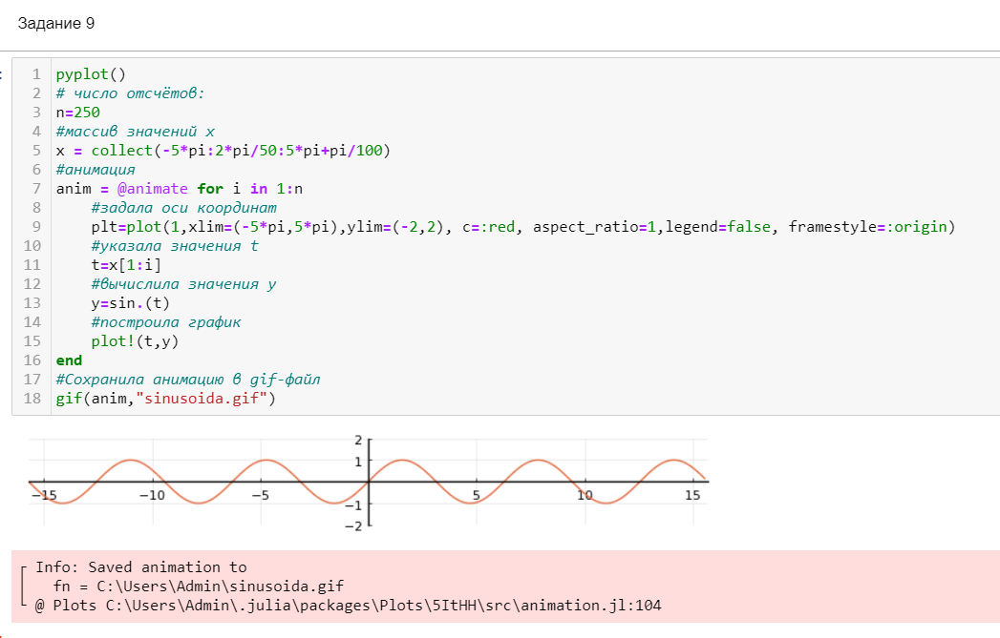 Задание 9
1 pyplot()
2 # число отсчётов:
3 n=250
4 #массив значений x
5 x = collect(-5*pi:2*pi/50:5*pi+pi/100)
6 #анимация
7 anim = @animate for i in 1:n
8 #задала оси координат
9 plt=plot(1,xlim=(-5*pi,5*pi),ylim=(-2,2), c=:red, aspect_ratio=1,legend=false, framestyle=:origin)
10 #указала значения t
11 t=x[1:i]
12 #вычислила значения y
13 y=sin.(t)
14 #построила график
15 plot!(t,y)
16 end
17 #Сохранила анимацию в gif-файл
18 gif(anim,"sinusoida.gif")
2
1
−15 −10 −5 5 10 15
−1
−2
┌ Info: Saved animation to
│ fn = C:\Users\Admin\sinusoida.gif
└ @ Plots C:\Users\Admin\.julia\packages\Plots\5ItHH\src\animation.jl:104